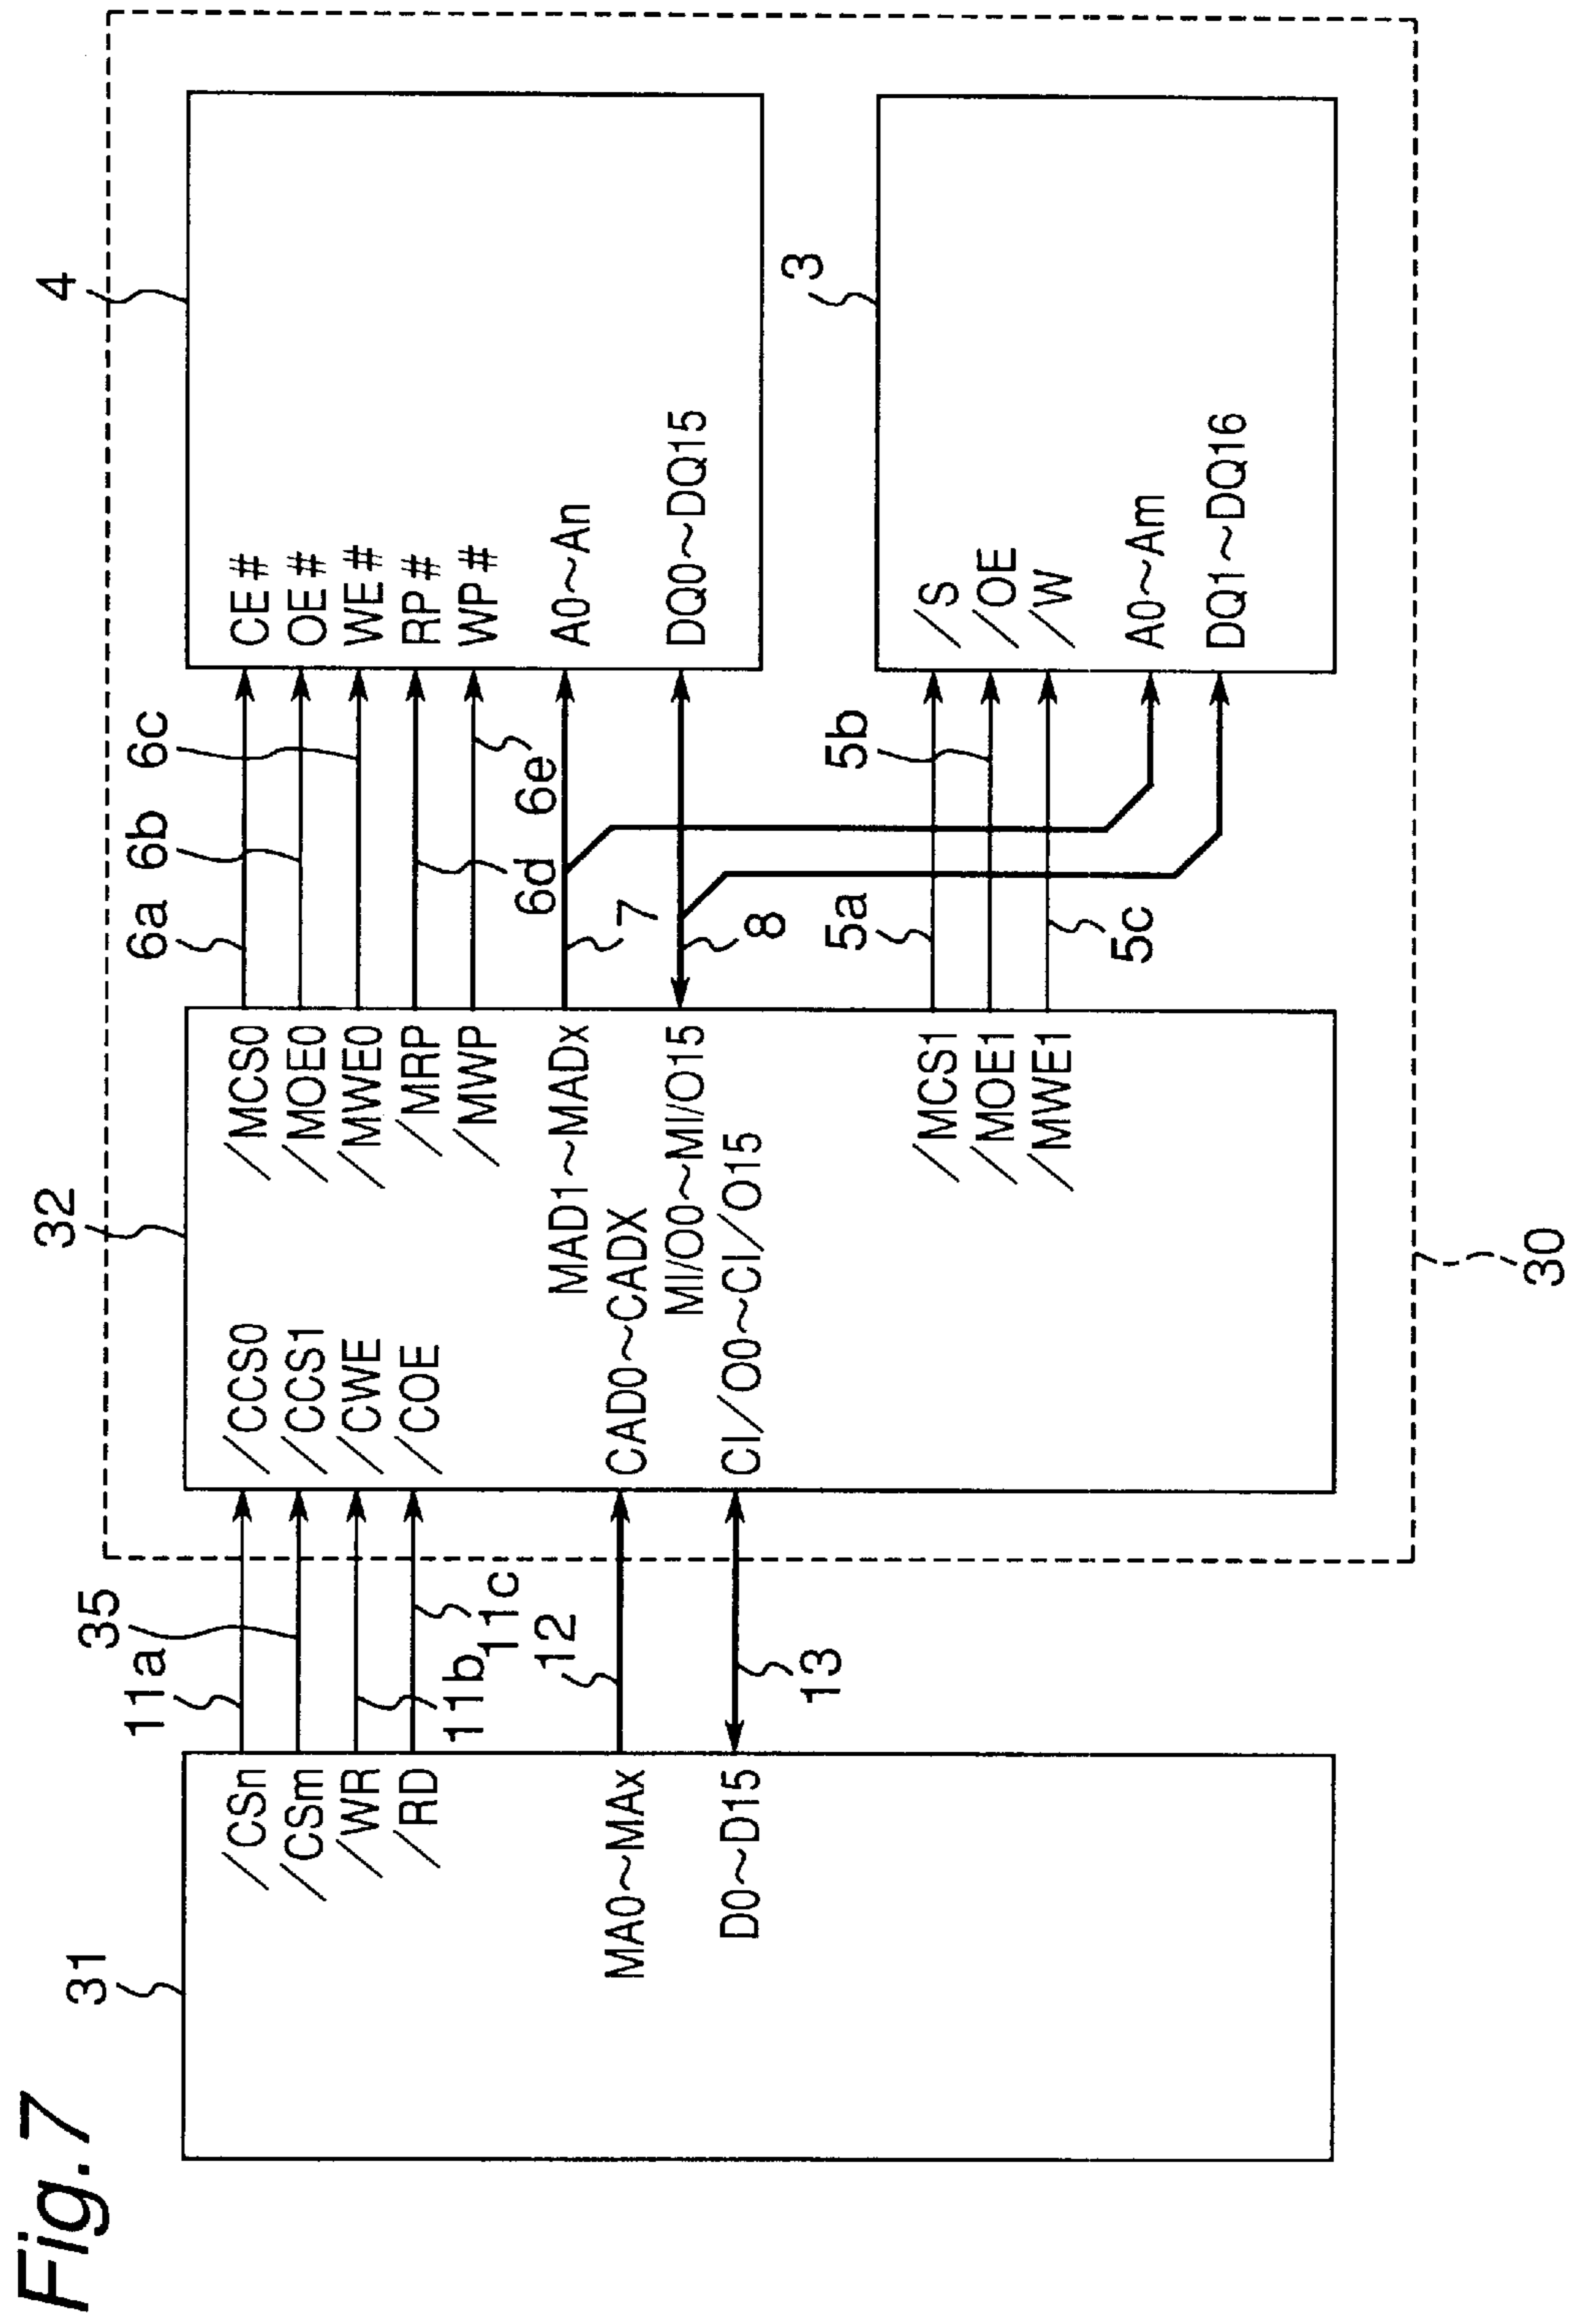 Fig.7
31
/CSn
/CSm
/WR
/RD
MA0~MAx
D0~D15
11a
35
11b
11c
12
13
32
/CCS0
/CCS1
/CWE
/COE
CAD0~CADX
CI/O0~CI/O15
/MCS0
/MOE0
/MWE0
/MRP
/MWP
MAD1~MADx
MI/O0~MI/O15
/MCS1
/MOE1
/MWE1
6a
6b
6c
6d
6e
7
8
5a
5b
5c
4
CE#
OE#
WE#
RP#
WP#
A0~An
DQ0~DQ15
3
/S
/OE
/W
A0~Am
DQ1~DQ16
30